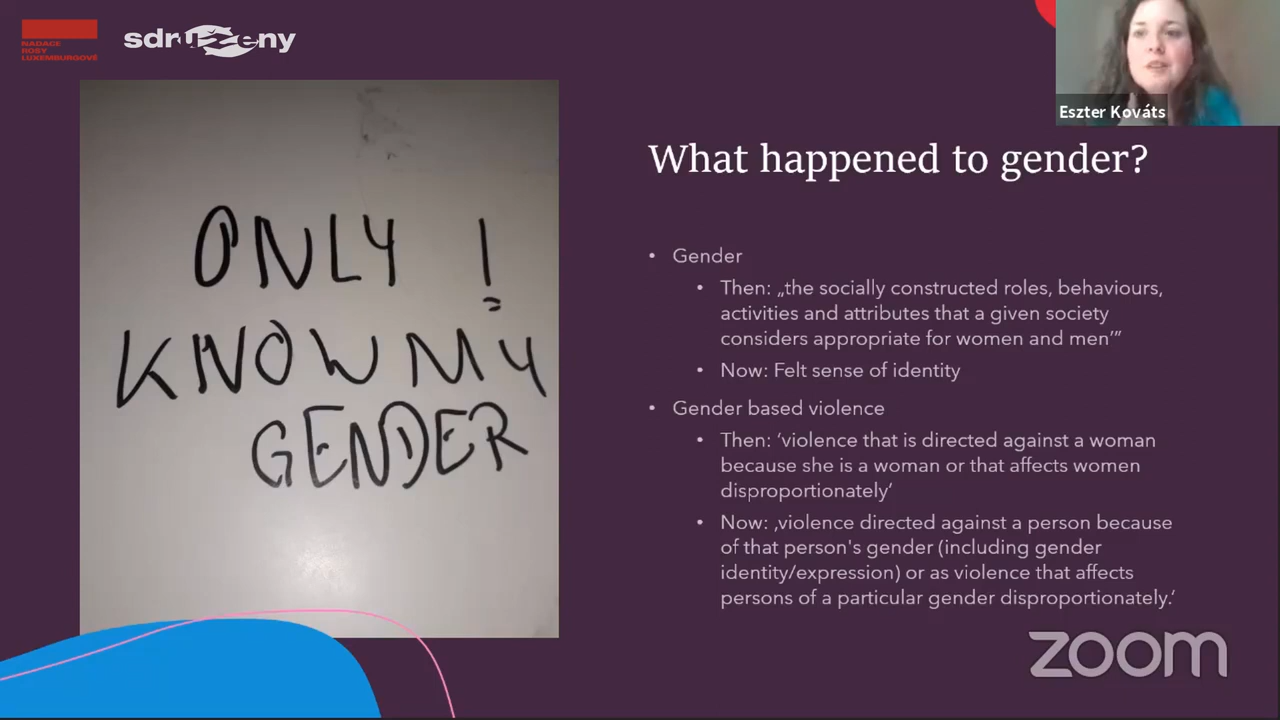 NADACE
ROSY
LUXEMBURGOVÉ
sdruzeny
Eszter Kováts
ONLY I
KNOW MY
GENDER
What happened to gender?
• Gender
• Then: „the socially constructed roles, behaviours,
activities and attributes that a given society
considers appropriate for women and men’”
• Now: Felt sense of identity
• Gender based violence
• Then: ‘violence that is directed against a woman
because she is a woman or that affects women
disproportionately’
• Now: ‚violence directed against a person because
of that person's gender (including gender
identity/expression) or as violence that affects
persons of a particular gender disproportionately.‘
zoom